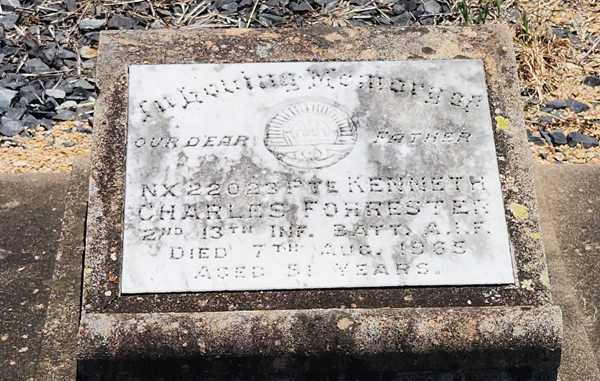 In Loving Memory of
OUR DEAR FATHER
NX22023 PTE KENNETH
CHARLES FORRESTER
2ND 13TH INF. BATT. A.I.F.
DIED 7TH AUG. 1965
AGED 51 YEARS.